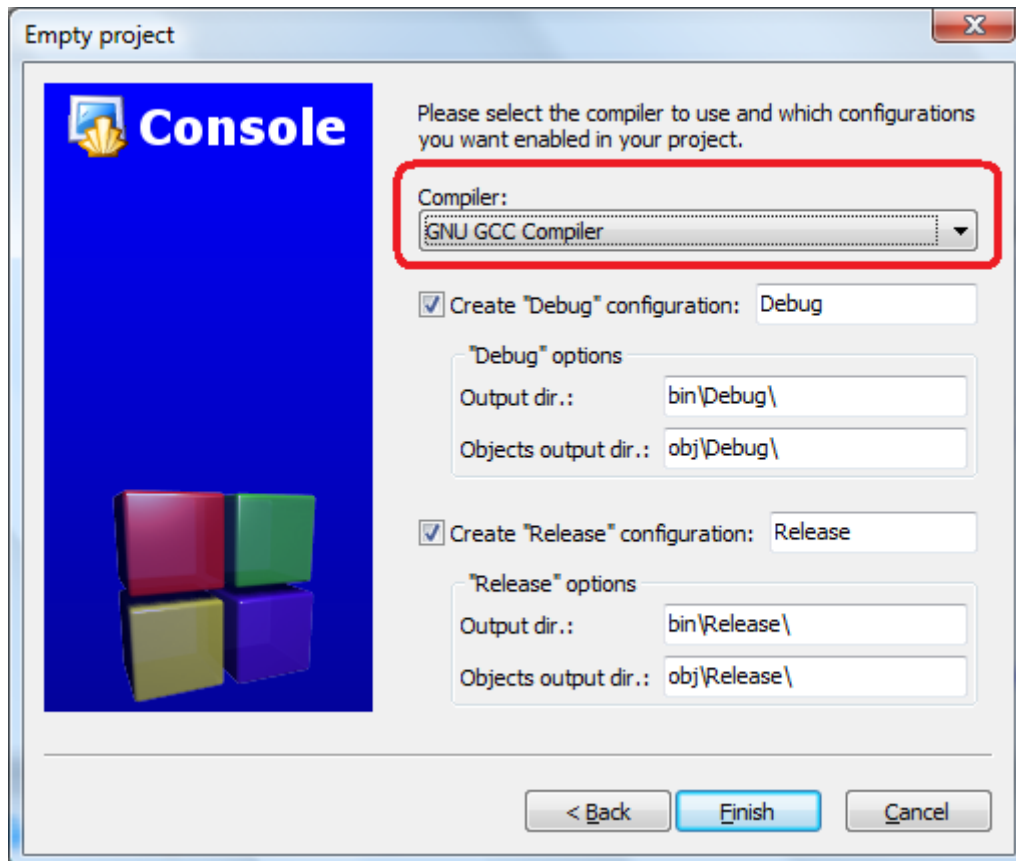 Empty project
Console
Please select the compiler to use and which configurations
you want enabled in your project.
Compiler:
GNU GCC Compiler
Create "Debug" configuration: Debug
"Debug" options
Output dir.: bin\Debug\
Objects output dir.: obj\Debug\
Create "Release" configuration: Release
"Release" options
Output dir.: bin\Release\
Objects output dir.: obj\Release\
< Back Finish Cancel